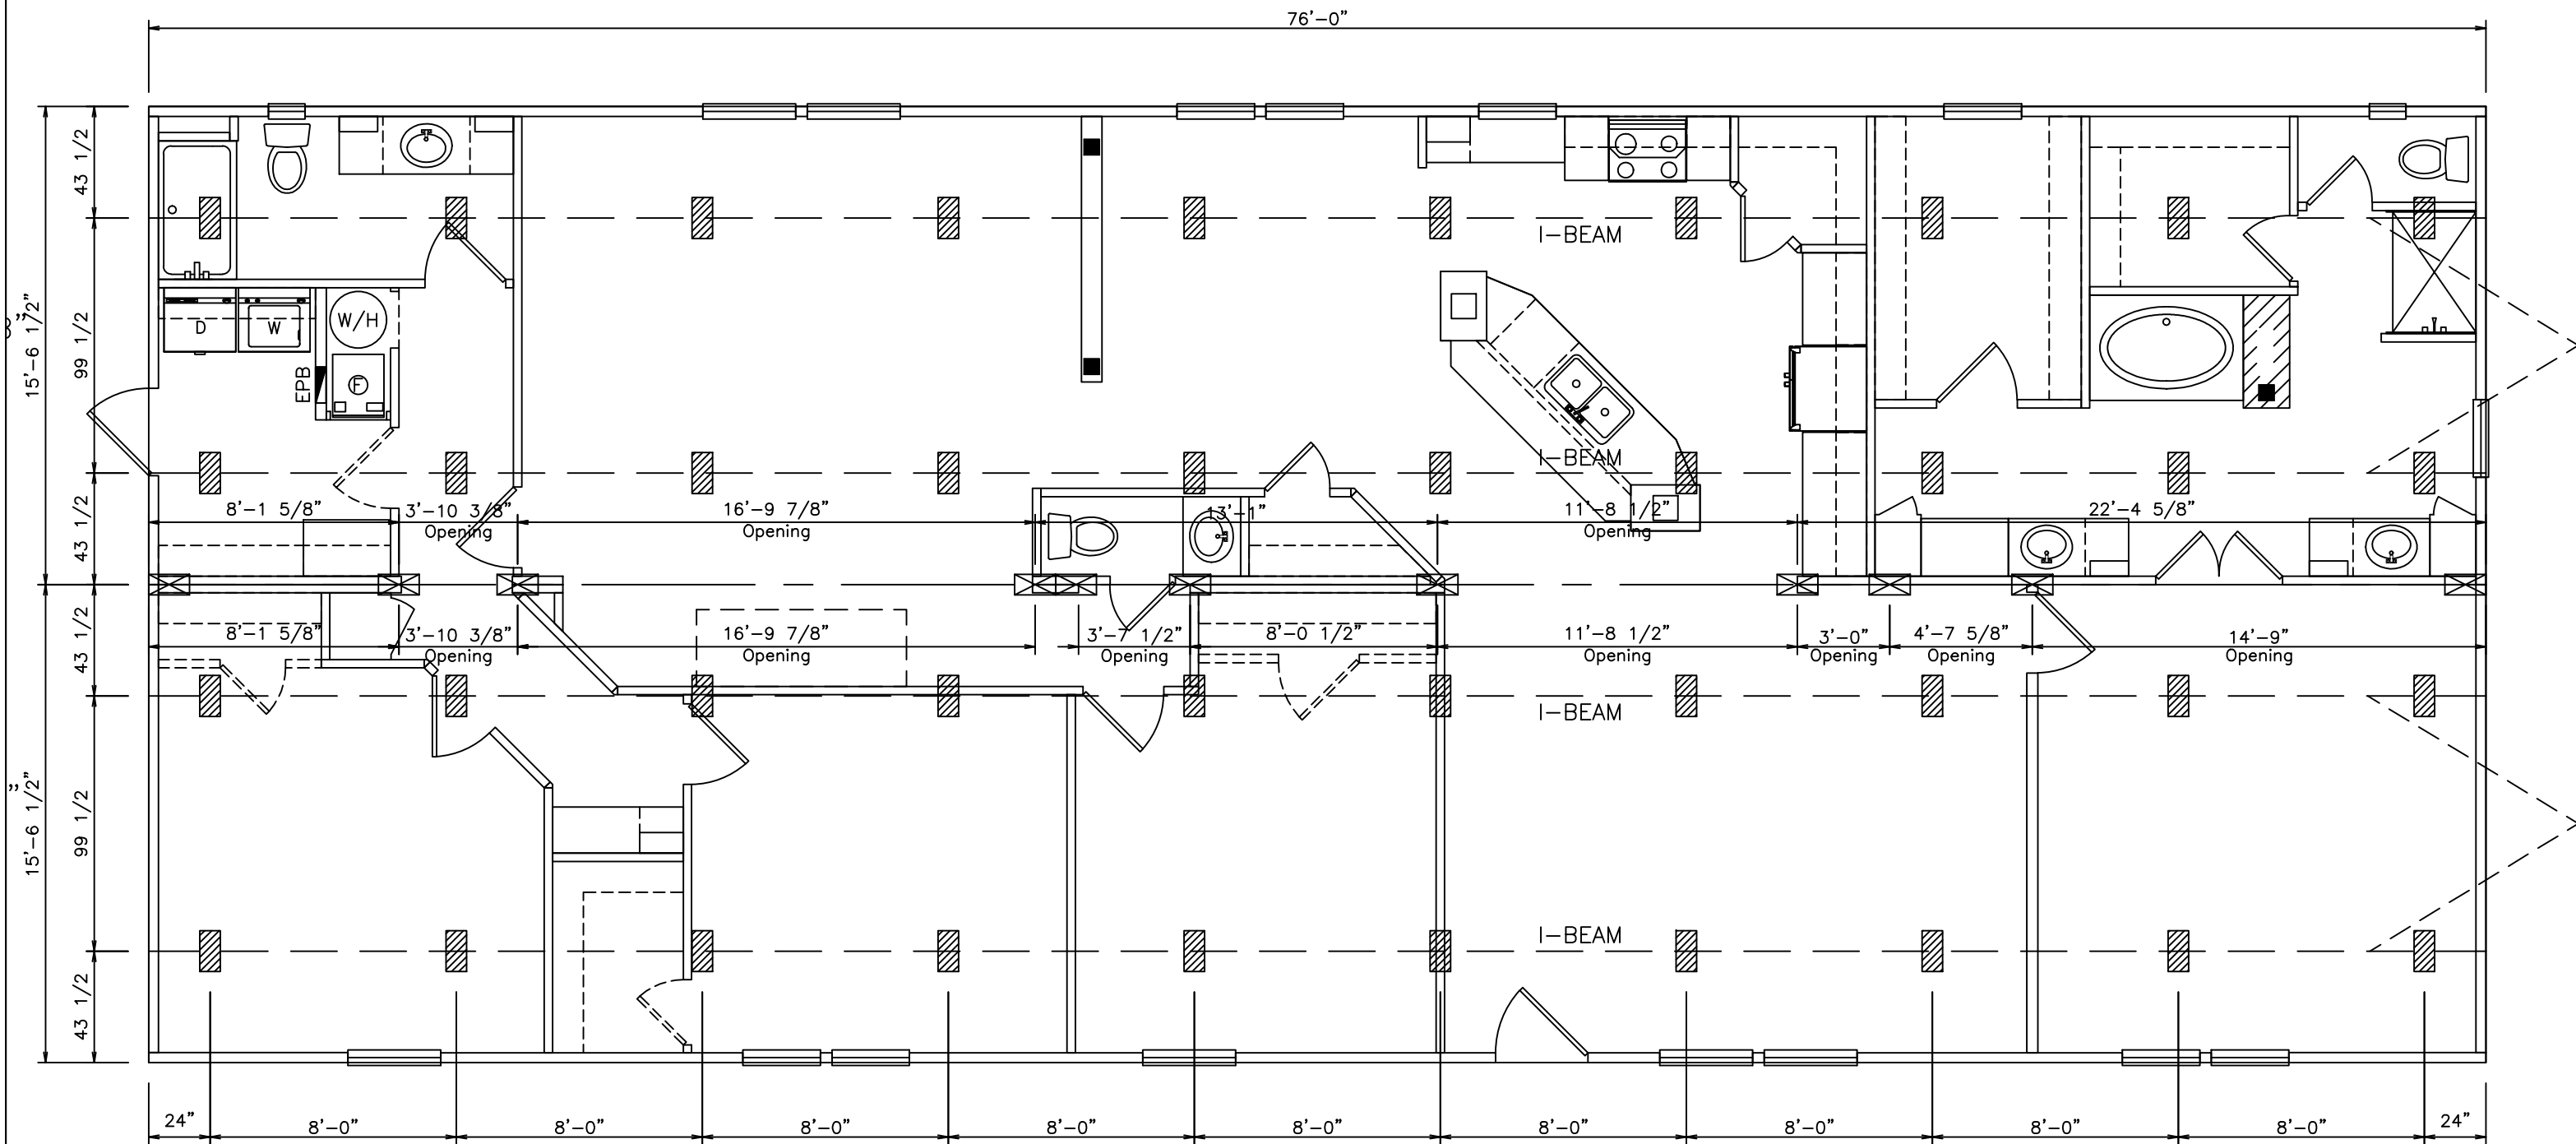 76'-0"
43 1/2
99 1/2
43 1/2
15'-6 1/2"
43 1/2
99 1/2
43 1/2
15'-6 1/2"
D
W
W/H
F
EPB
I-BEAM
I-BEAM
8'-1 5/8"
3'-10 3/8"
Opening
16'-9 7/8"
Opening
13'-1"
11'-8 1/2"
Opening
22'-4 5/8"
8'-1 5/8"
3'-10 3/8"
Opening
16'-9 7/8"
Opening
3'-7 1/2"
Opening
8'-0 1/2"
11'-8 1/2"
Opening
3'-0"
Opening
4'-7 5/8"
Opening
14'-9"
Opening
I-BEAM
I-BEAM
24"
8'-0"
8'-0"
8'-0"
8'-0"
8'-0"
8'-0"
8'-0"
8'-0"
8'-0"
24"